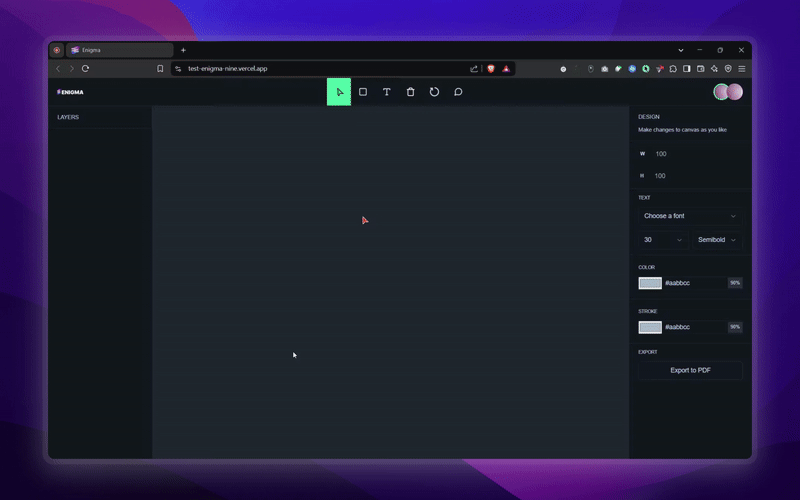 Enigma
test-enigma-nine.vercel.app
ENIGMA
LAYERS
DESIGN
Make changes to canvas as you like
W 100
H 100
TEXT
Choose a font
30 Semibold
COLOR
#aabbcc 90%
STROKE
#aabbcc 90%
EXPORT
Export to PDF